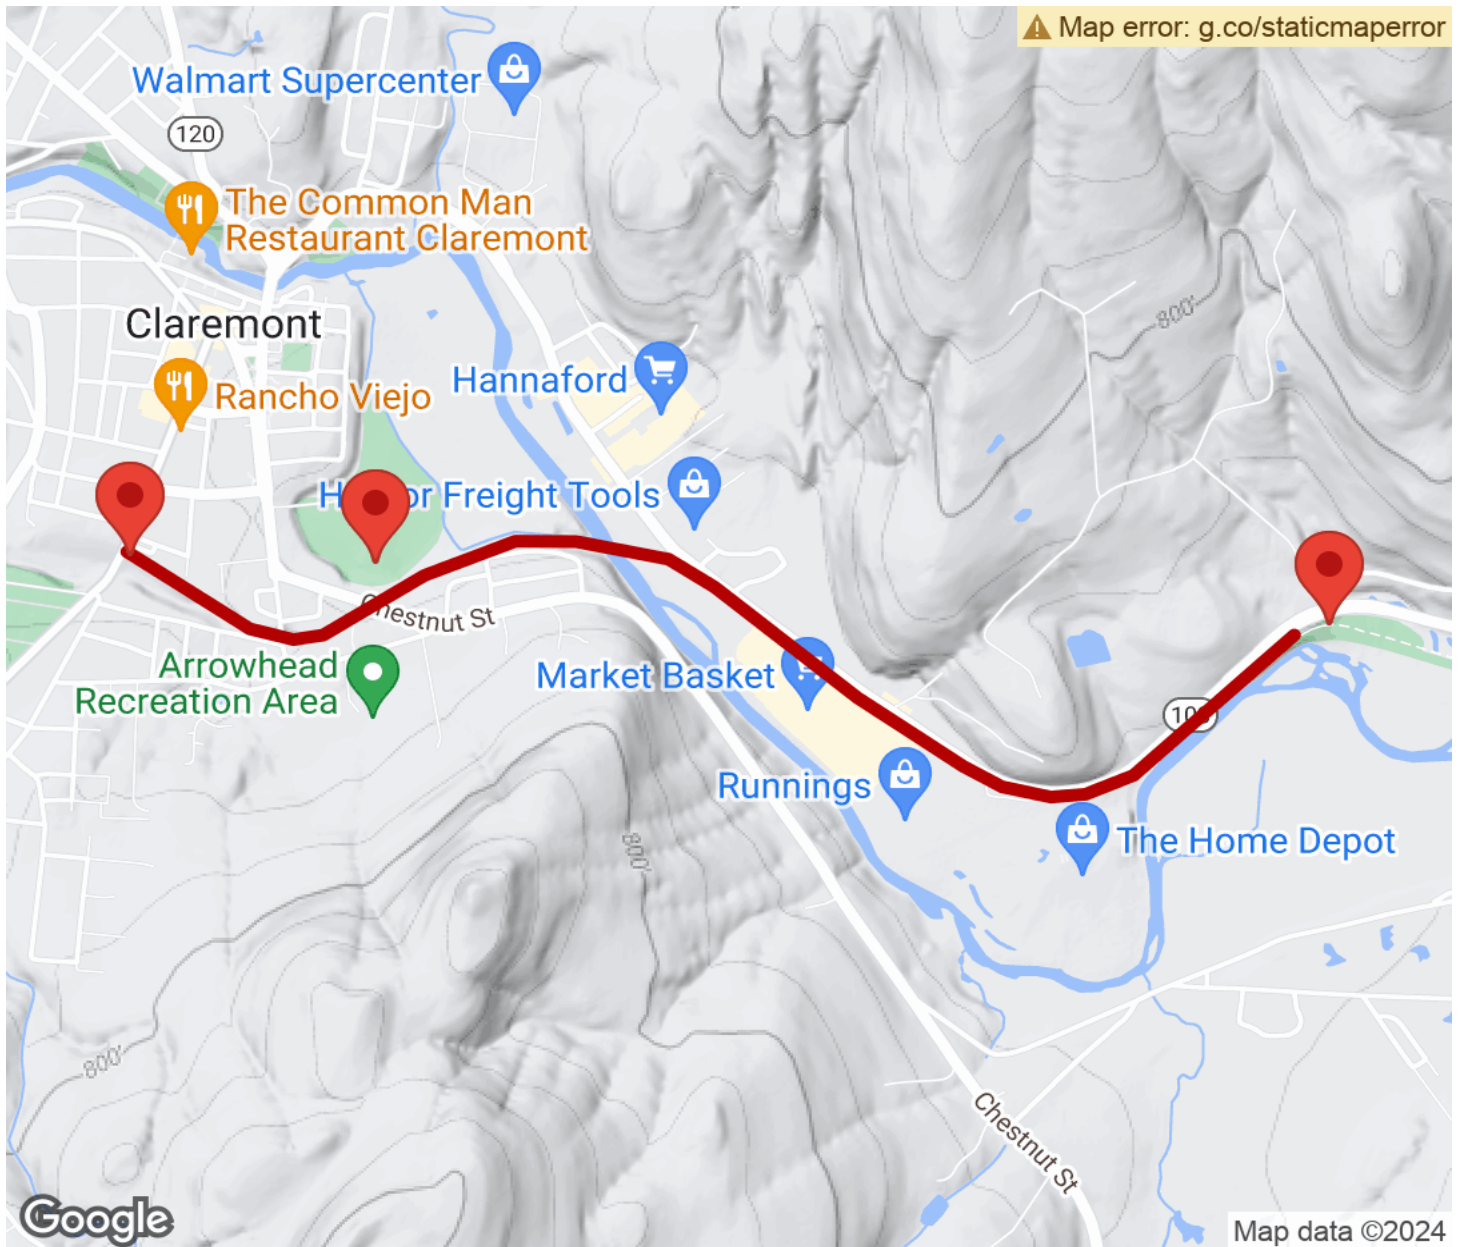 Map error: g.co/staticmaperror
Walmart Supercenter
120
The Common Man
Restaurant Claremont
Claremont
Hannaford
Rancho Viejo
Freight Tools
800'
Chestnut St
Arrowhead
Recreation Area
Market Basket
Runnings
The Home Depot
800'
800'
Chestnut St
Google
Map data ©2024